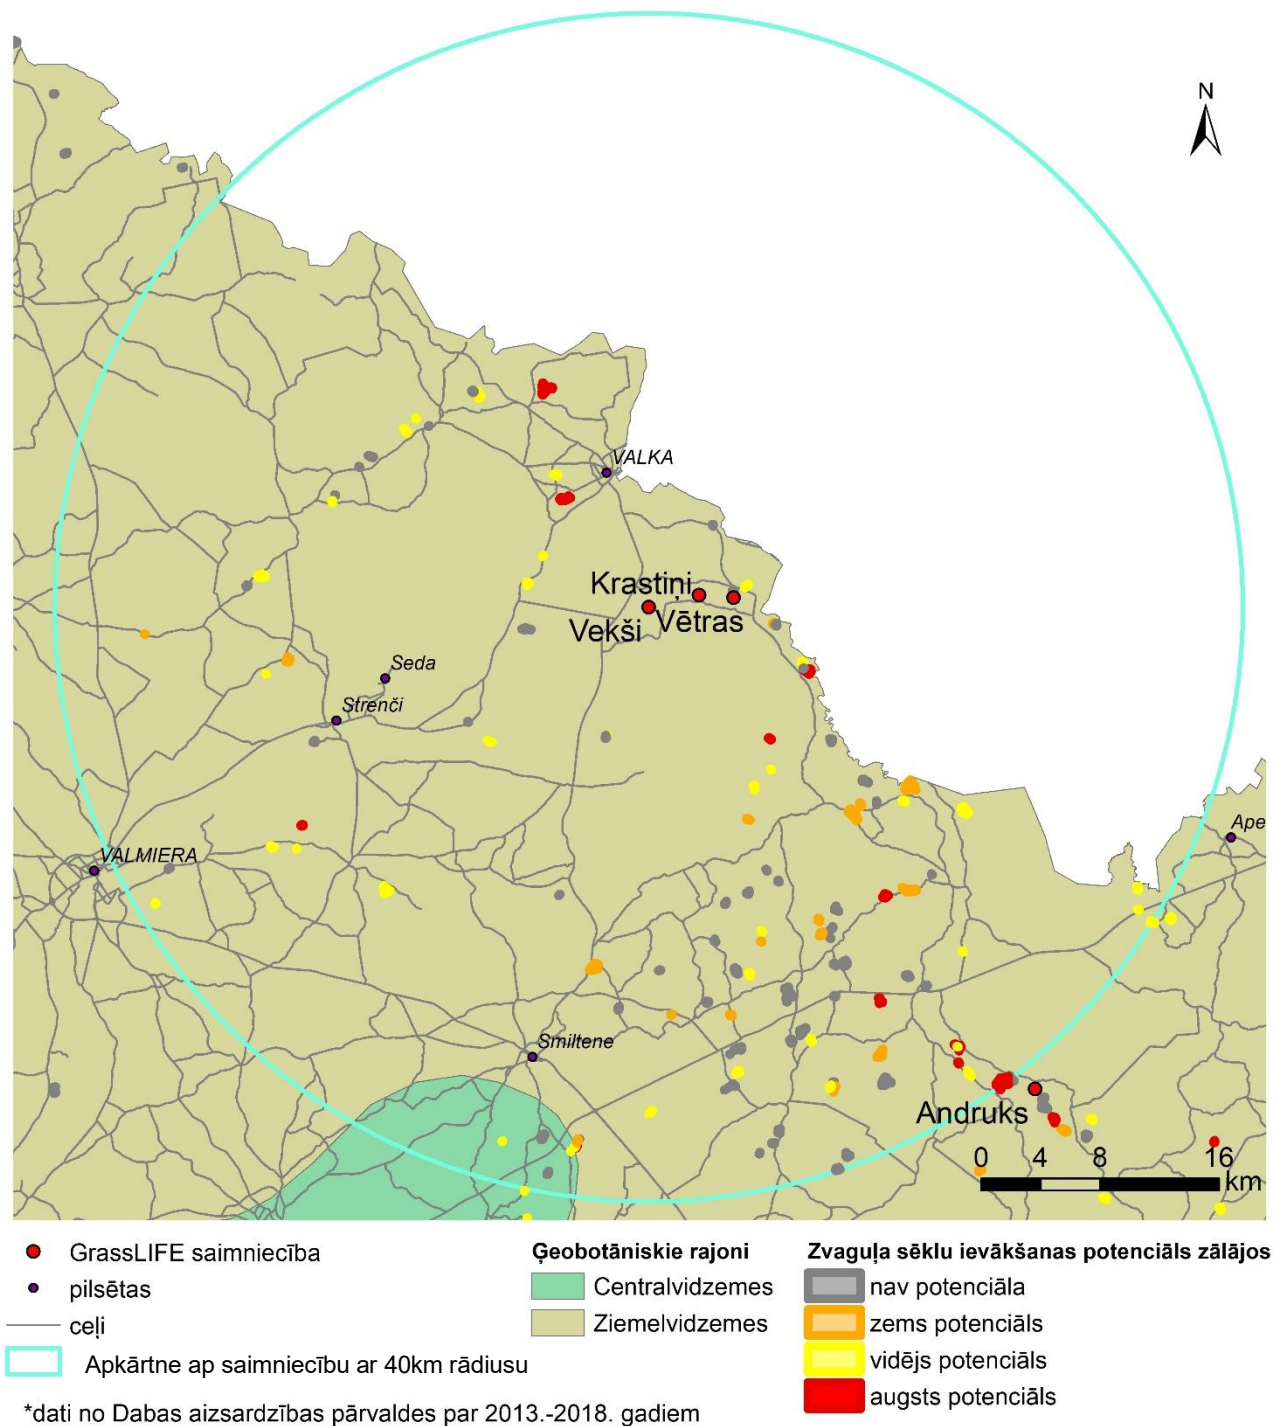 N
VALKA
Krastiņi
Vētras
Vekši
Seda
Strenči
VALMIERA
Ape
Smiltene
Andruks
0 4 8 16
km
GrassLIFE saimniecība
pilsētas
ceļi
Apkārtne ap saimniecību ar 40km rādiusu
Ģeobotāniskie rajoni
Centralvidzemes
Ziemelvidzemes
Zvaguļa sēklu ievākšanas potenciāls zālājos
nav potenciāla
zems potenciāls
vidējs potenciāls
augsts potenciāls
*dati no Dabas aizsardzības pārvaldes par 2013.-2018. gadiem